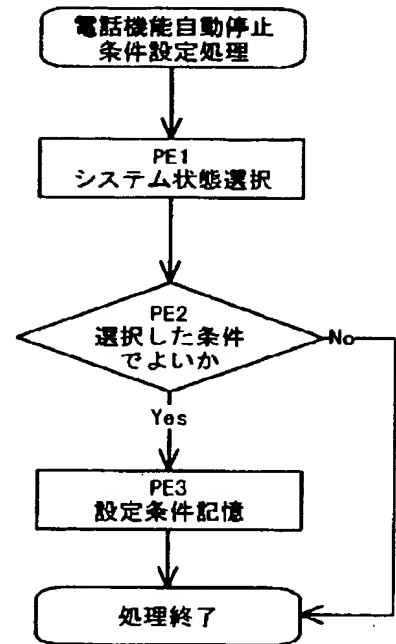 電話機能自動停止
条件設定処理
PE1
システム状態選択
PE2
選択した条件
でよいか
No
Yes
PE3
設定条件記憶
処理終了